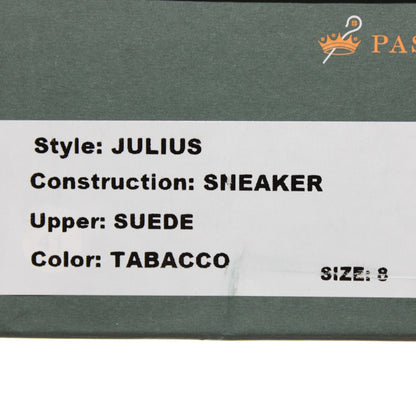 PAS
Style: JULIUS
Construction: SNEAKER
Upper: SUEDE
Color: TABACCO
SIZE: 8